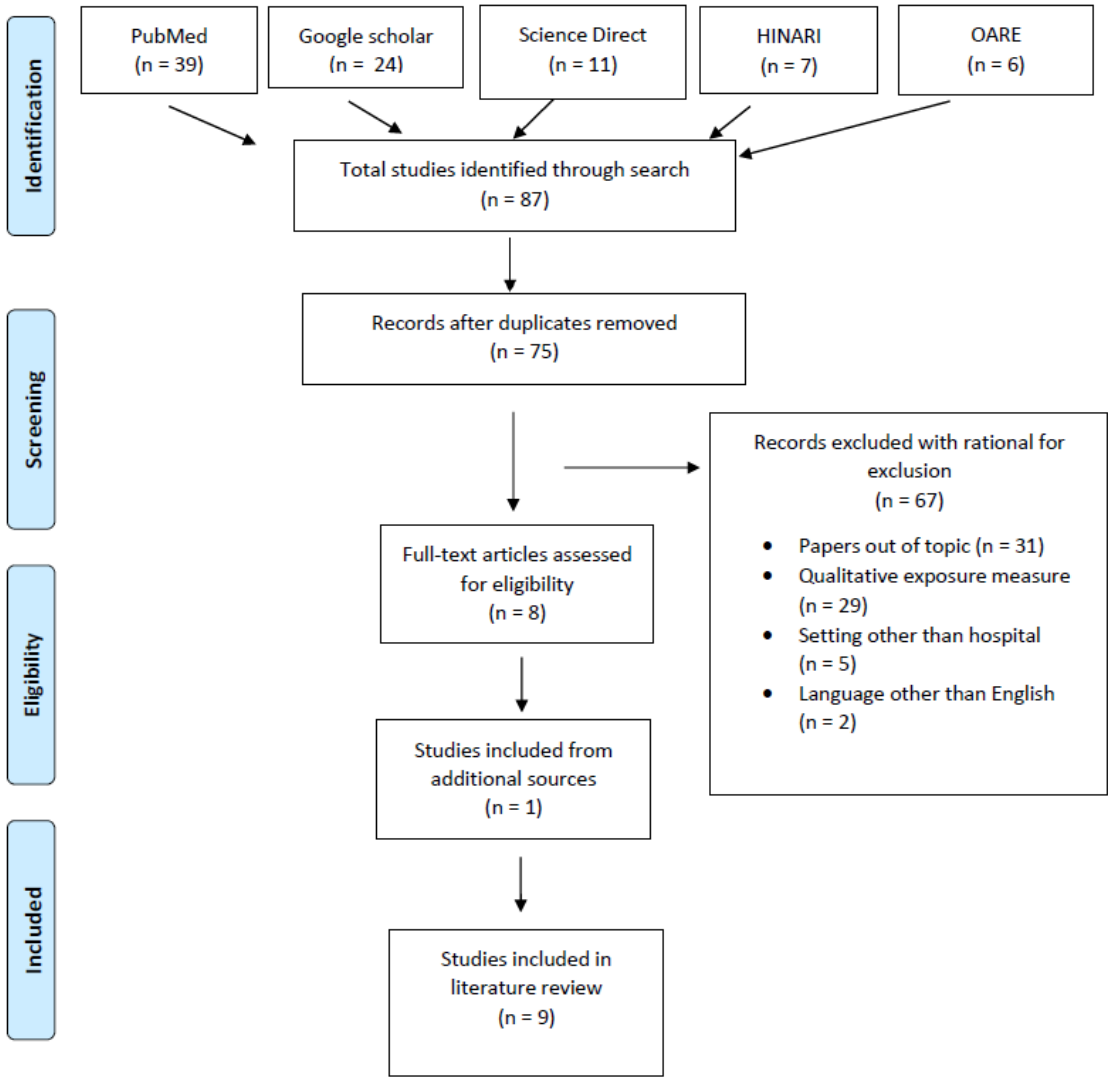 Identification
PubMed
(n = 39)
Google scholar
(n = 24)
Science Direct
(n = 11)
HINARI
(n = 7)
OARE
(n = 6)
Total studies identified through search
(n = 87)
Screening
Records after duplicates removed
(n = 75)
Records excluded with rational for
exclusion
(n = 67)
• Papers out of topic (n = 31)
• Qualitative exposure measure
(n = 29)
• Setting other than hospital
(n = 5)
• Language other than English
(n = 2)
Eligibility
Full-text articles assessed
for eligibility
(n = 8)
Studies included from
additional sources
(n = 1)
Included
Studies included in
literature review
(n = 9)